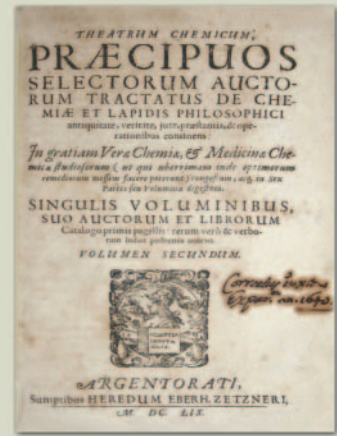 THEATRUM CHEMICUM,
PRÆCIPUOS
SELECTORUM AUCTO-
RUM TRACTATUS DE CHE-
MIÆ ET LAPIDIS PHILOSOPHICI
antiquitate, veritate, jure, præstantia, & ope-
rationibus continens:
In gratiam Veræ Chemiæ, & Medicinæ Che-
micæ studiosorum (ut qui uberrimam inde optimorum
remediorum messem facere poterunt) congestum, ac in Sex
Partes seu Volumina digestum.
SINGULIS VOLUMINIBUS,
SUO AUCTORUM ET LIBRORUM
Catalogo primis pagellis: rerum verò & verbo-
rum Indice postremis
VOLUMEN SECUNDUM.
ARGENTORATI,
Sumptibus HEREDUM EBERH. ZETZNERI,
M. DC. LIX.